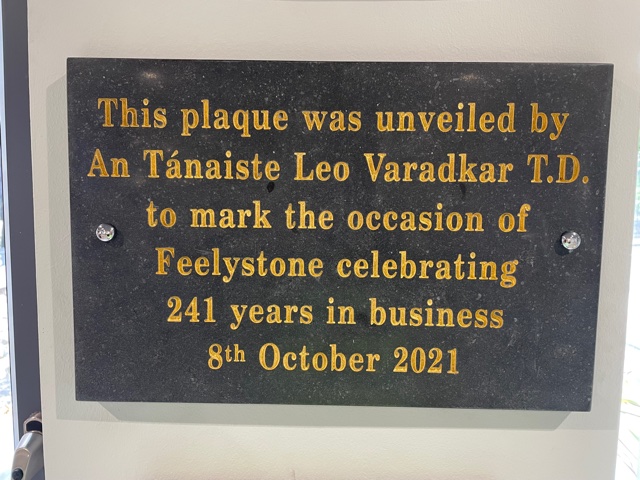 This plaque was unveiled by
An Tánaiste Leo Varadkar T.D.
to mark the occasion of
Feelystone celebrating
241 years in business
8th October 2021